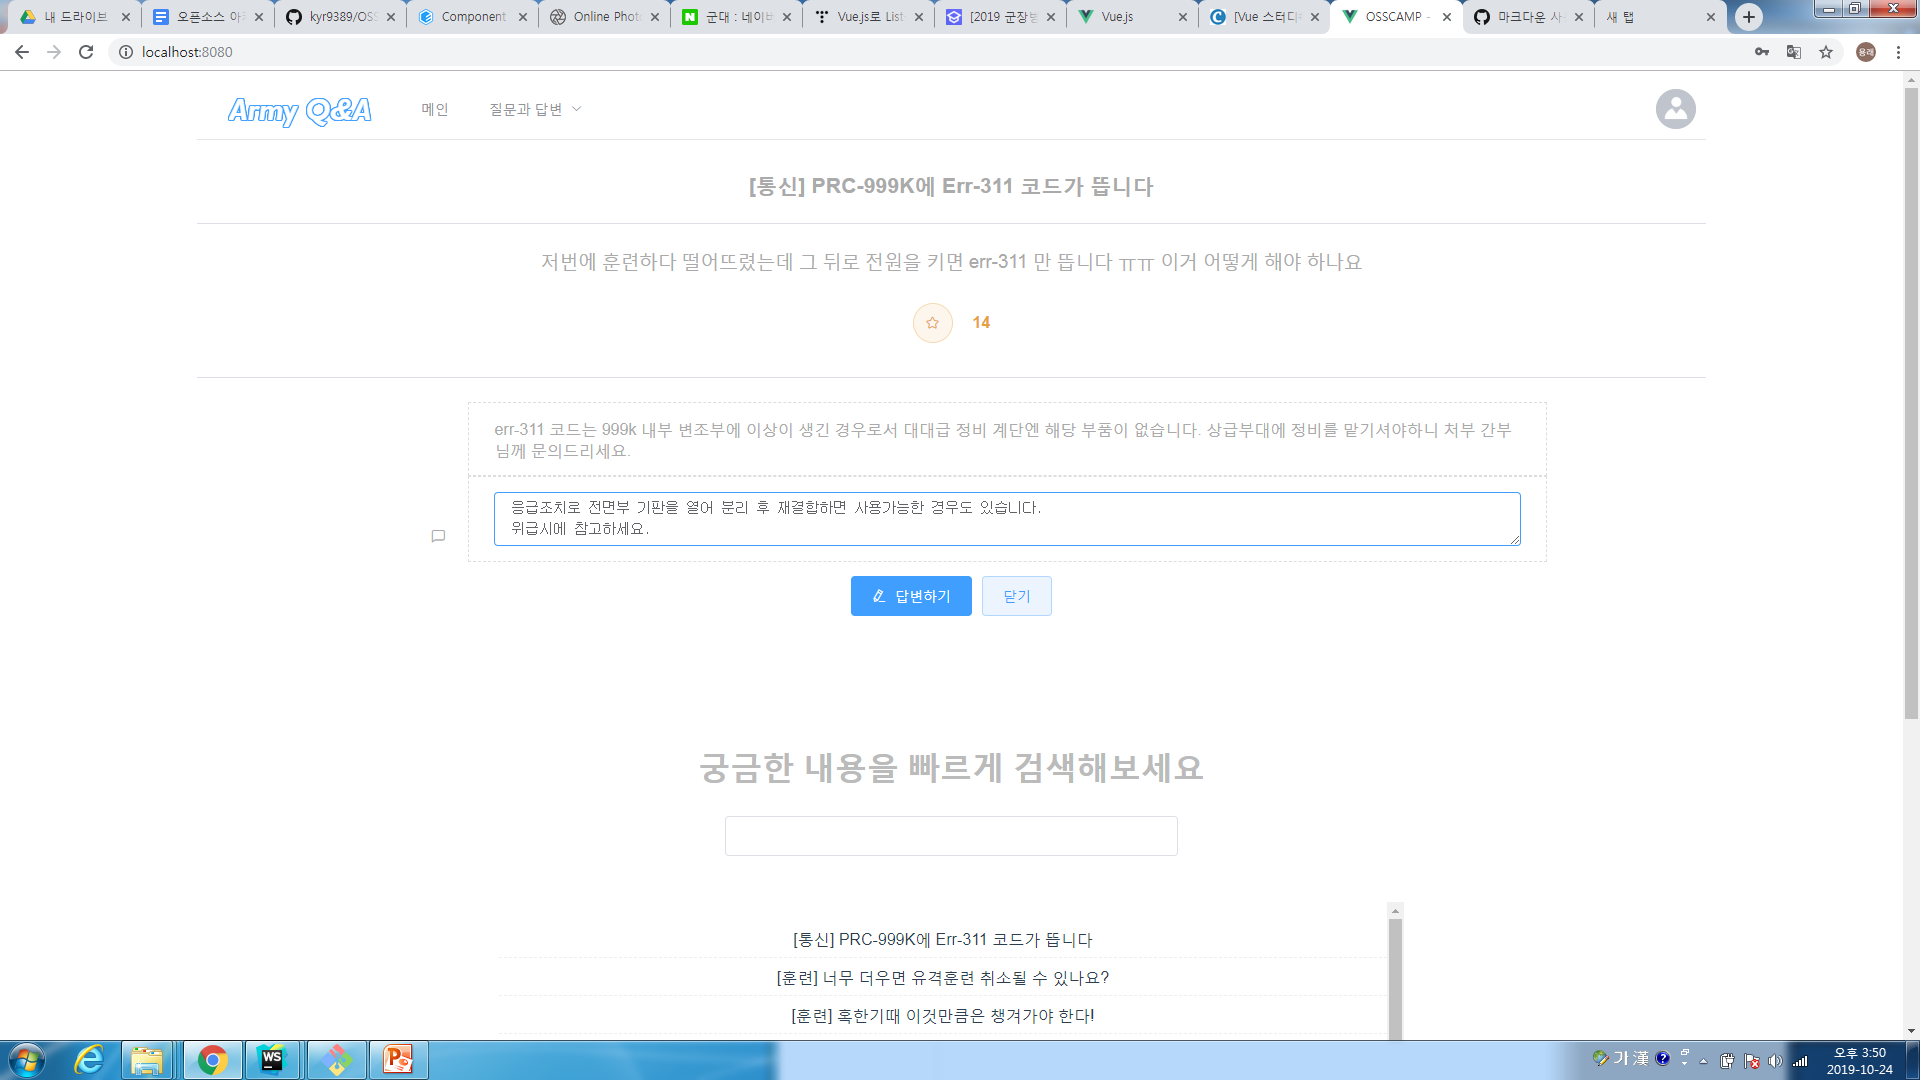 내 드라이브
오픈소스 아카
kyr9389/OSS
Component
Online Photo
군대 : 네이버
Vue.js로 List
[2019 군장병
Vue.js
[Vue 스터디
OSSCAMP -
마크다운 사
새 탭
localhost:8080
용래
Army Q&A
메인
질문과 답변
[통신] PRC-999K에 Err-311 코드가 뜹니다
저번에 훈련하다 떨어뜨렸는데 그 뒤로 전원을 키면 err-311 만 뜹니다 ㅠㅠ 이거 어떻게 해야 하나요
14
err-311 코드는 999k 내부 변조부에 이상이 생긴 경우로서 대대급 정비 계단엔 해당 부품이 없습니다. 상급부대에 정비를 맡기셔야하니 처부 간부
님께 문의드리세요.
응급조치로 전면부 기판을 열어 분리 후 재결합하면 사용가능한 경우도 있습니다.
위급시에 참고하세요.
답변하기
닫기
궁금한 내용을 빠르게 검색해보세요
[통신] PRC-999K에 Err-311 코드가 뜹니다
[훈련] 너무 더우면 유격훈련 취소될 수 있나요?
[훈련] 혹한기때 이것만큼은 챙겨가야 한다!
WS
가 漢
오후 3:50
2019-10-24